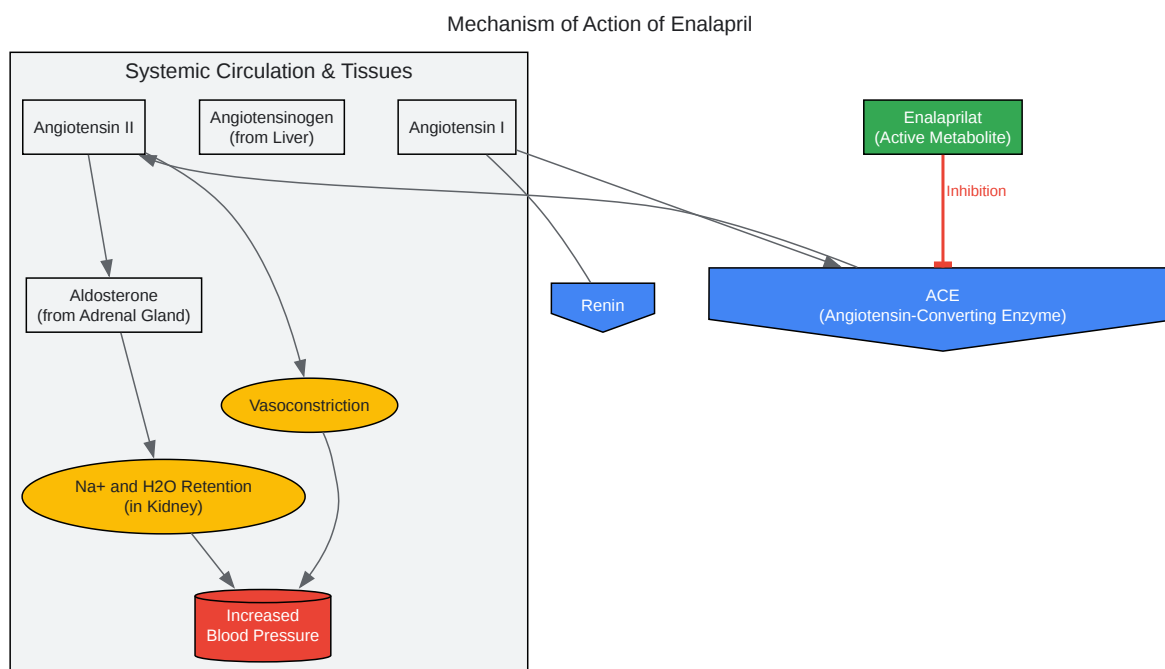 Mechanism of Action of Enalapril
Systemic Circulation & Tissues
Angiotensin II
Angiotensinogen
(from Liver)
Angiotensin I
Enalaprilat
(Active Metabolite)
Inhibition
Aldosterone
(from Adrenal Gland)
Renin
ACE
(Angiotensin-Converting Enzyme)
Vasoconstriction
Na+ and H2O Retention
(in Kidney)
Increased
Blood Pressure